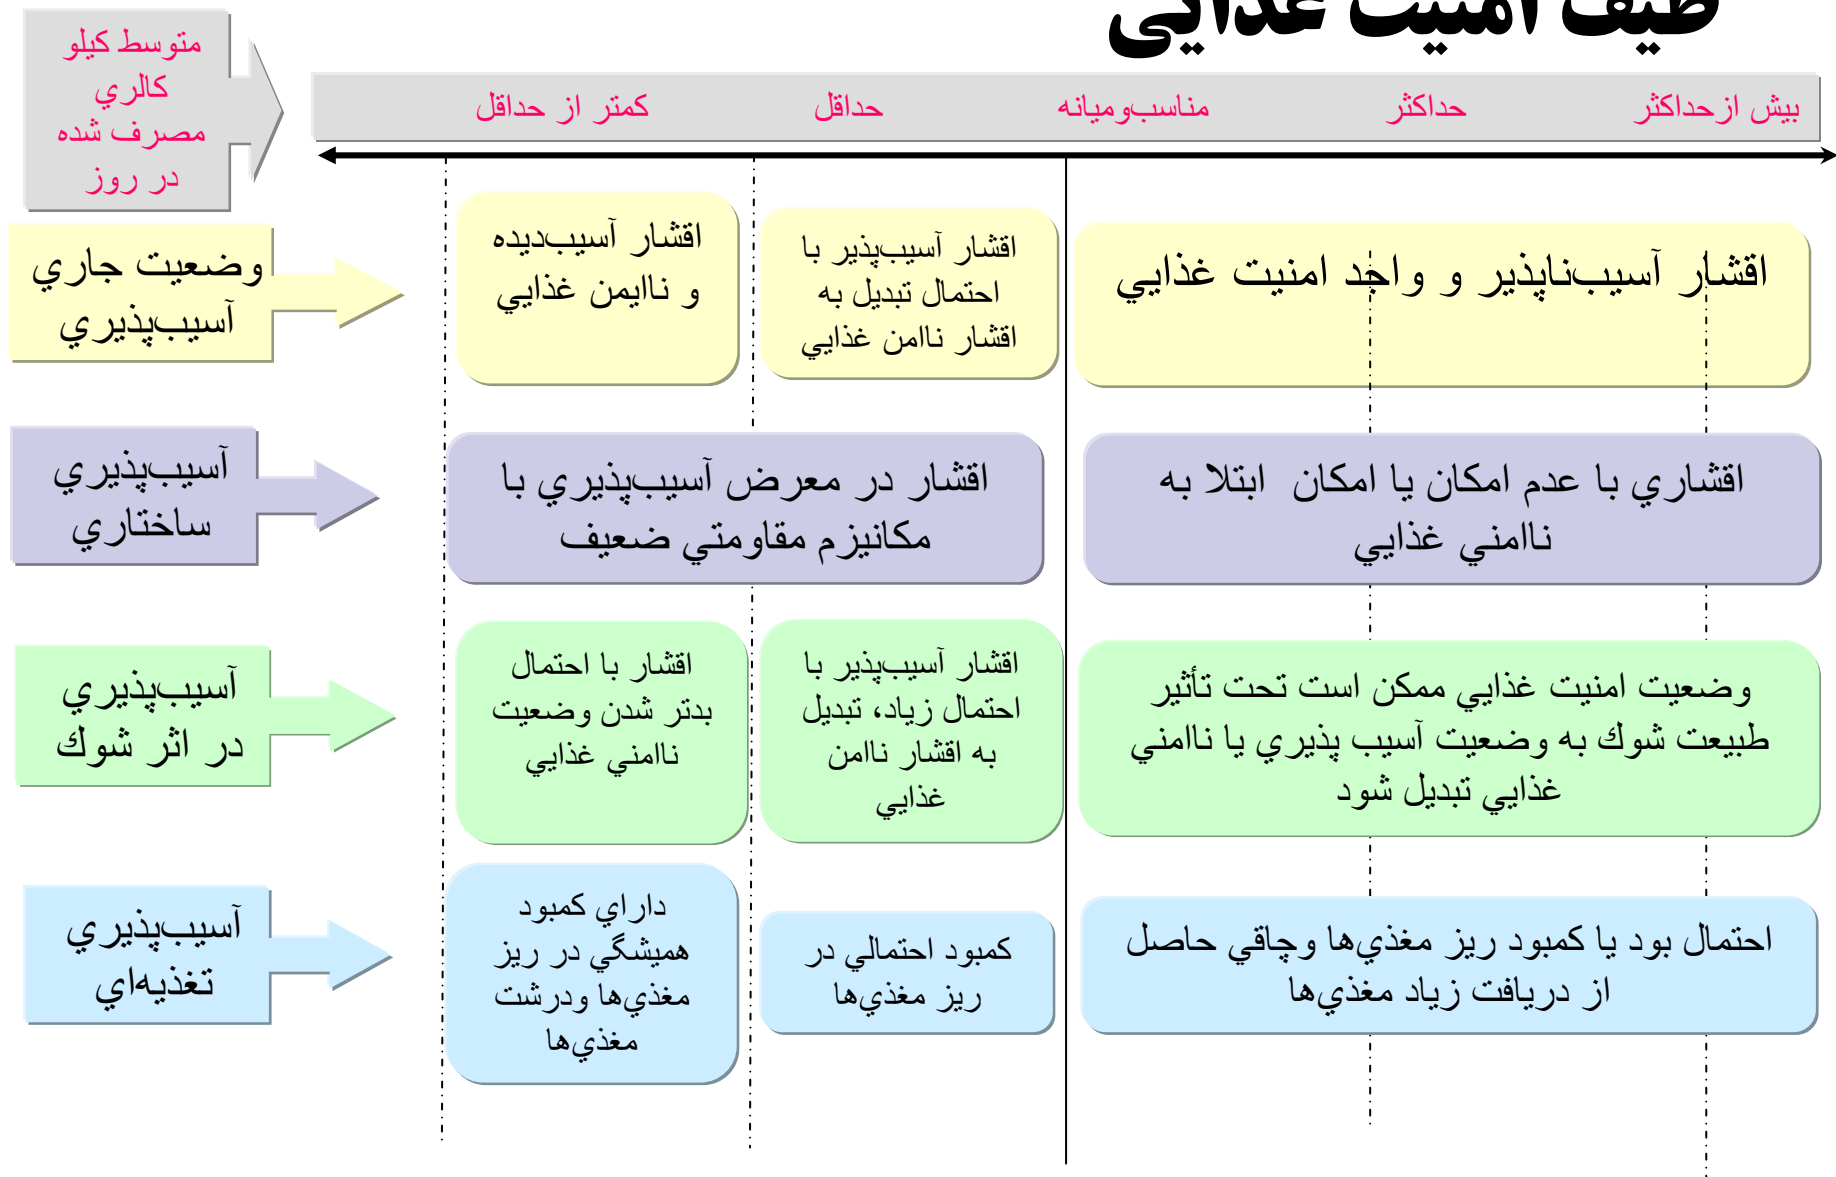 طیف امنیت غذایی
متوسط كيلو
كالري
مصرف شده
در روز
كمتر از حداقل
حداقل
مناسب‌وميانه
حداكثر
بيش ازحداكثر
وضعيت جاري
آسيب‌پذيري
اقشار آسيب‌ديده
و ناايمن غذايي
اقشار آسيب‌پذير با
احتمال تبديل به
اقشار ناامن غذايي
اقشار آسيب‌ناپذير و واجد امنيت غذايي
آسيب‌پذيري
ساختاري
اقشار در معرض آسيب‌پذيري با
مكانيزم مقاومتي ضعيف
اقشاري با عدم امكان يا امكان ابتلا به
ناامني غذايي
آسيب‌پذيري
در اثر شوك
اقشار با احتمال
بدتر شدن وضعيت
ناامني غذايي
اقشار آسيب‌پذير با
احتمال زياد، تبديل
به اقشار ناامن
غذايي
وضعيت امنيت غذايي ممكن است تحت تأثير
طبيعت شوك به وضعيت آسيب پذيري يا ناامني
غذايي تبديل شود
آسيب‌پذيري
تغذيه‌اي
داراي كمبود
هميشگي در ريز
مغذي‌ها ودرشت
مغذي‌ها
كمبود احتمالي در
ريز مغذي‌ها
احتمال بود يا كمبود ريز مغذي‌ها وچاقي حاصل
از دريافت زياد مغذي‌ها